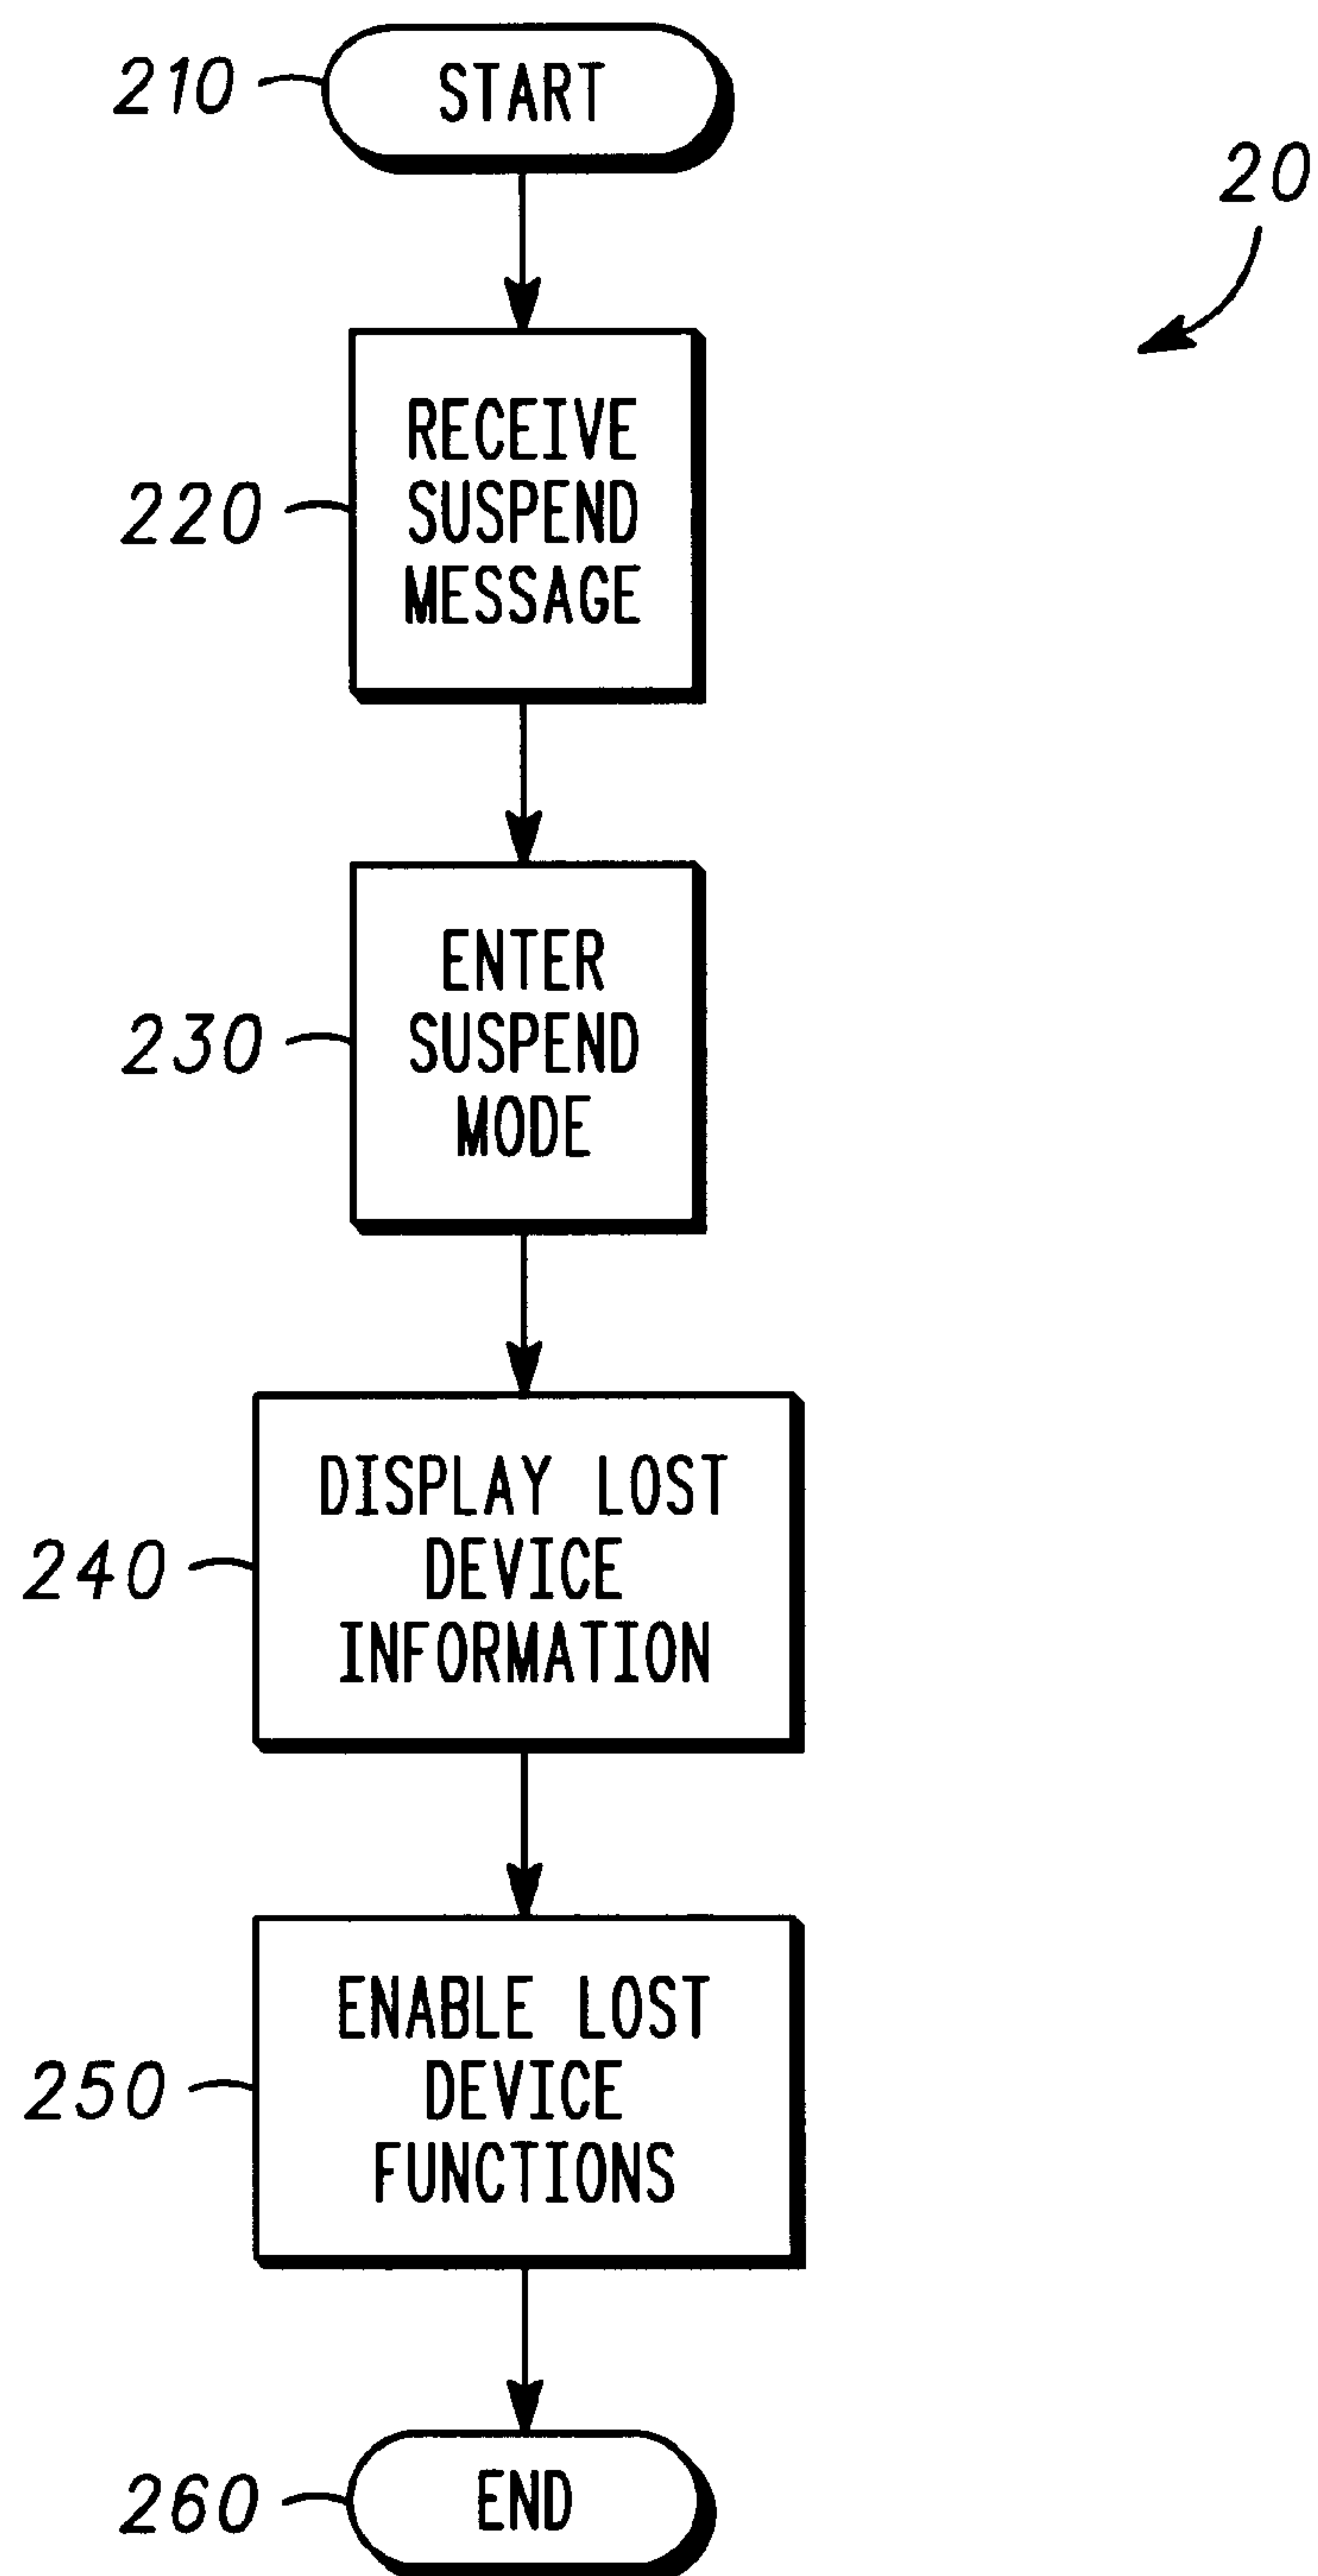 210
START
20
RECEIVE
SUSPEND
MESSAGE
220
ENTER
SUSPEND
MODE
230
DISPLAY LOST
DEVICE
INFORMATION
240
ENABLE LOST
DEVICE
FUNCTIONS
250
END
260